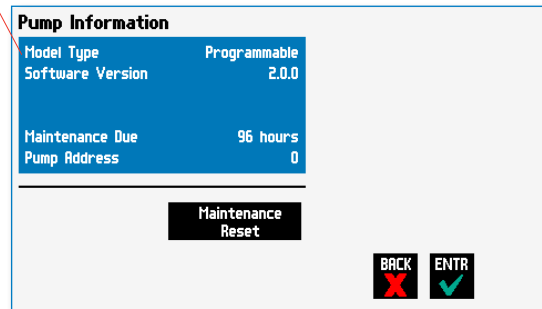 Pump Information
Model Type Programmable
Software Version 2.0.0
Maintenance Due 96 hours
Pump Address 0
Maintenance
Reset
BACK ENTR